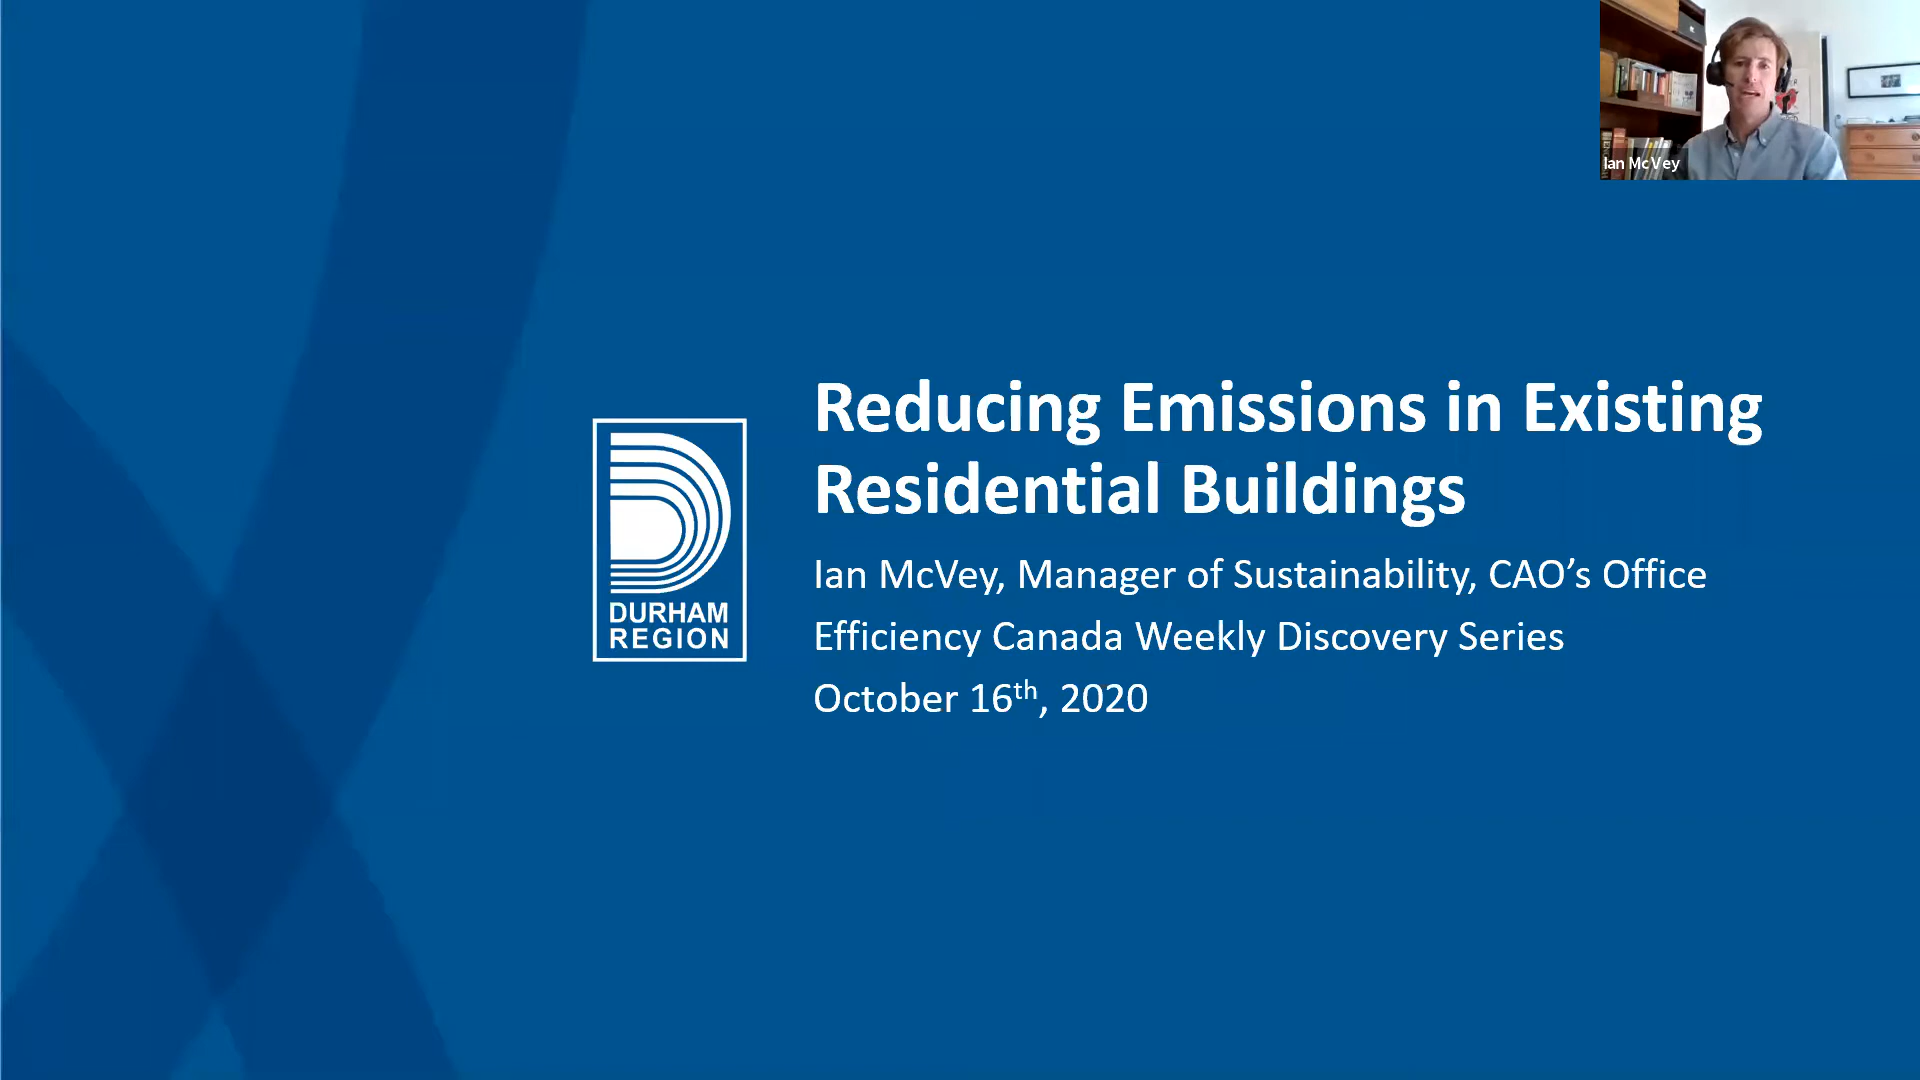 Ian McVey
Reducing Emissions in Existing
Residential Buildings
DURHAM
REGION
Ian McVey, Manager of Sustainability, CAO’s Office
Efficiency Canada Weekly Discovery Series
October 16th, 2020